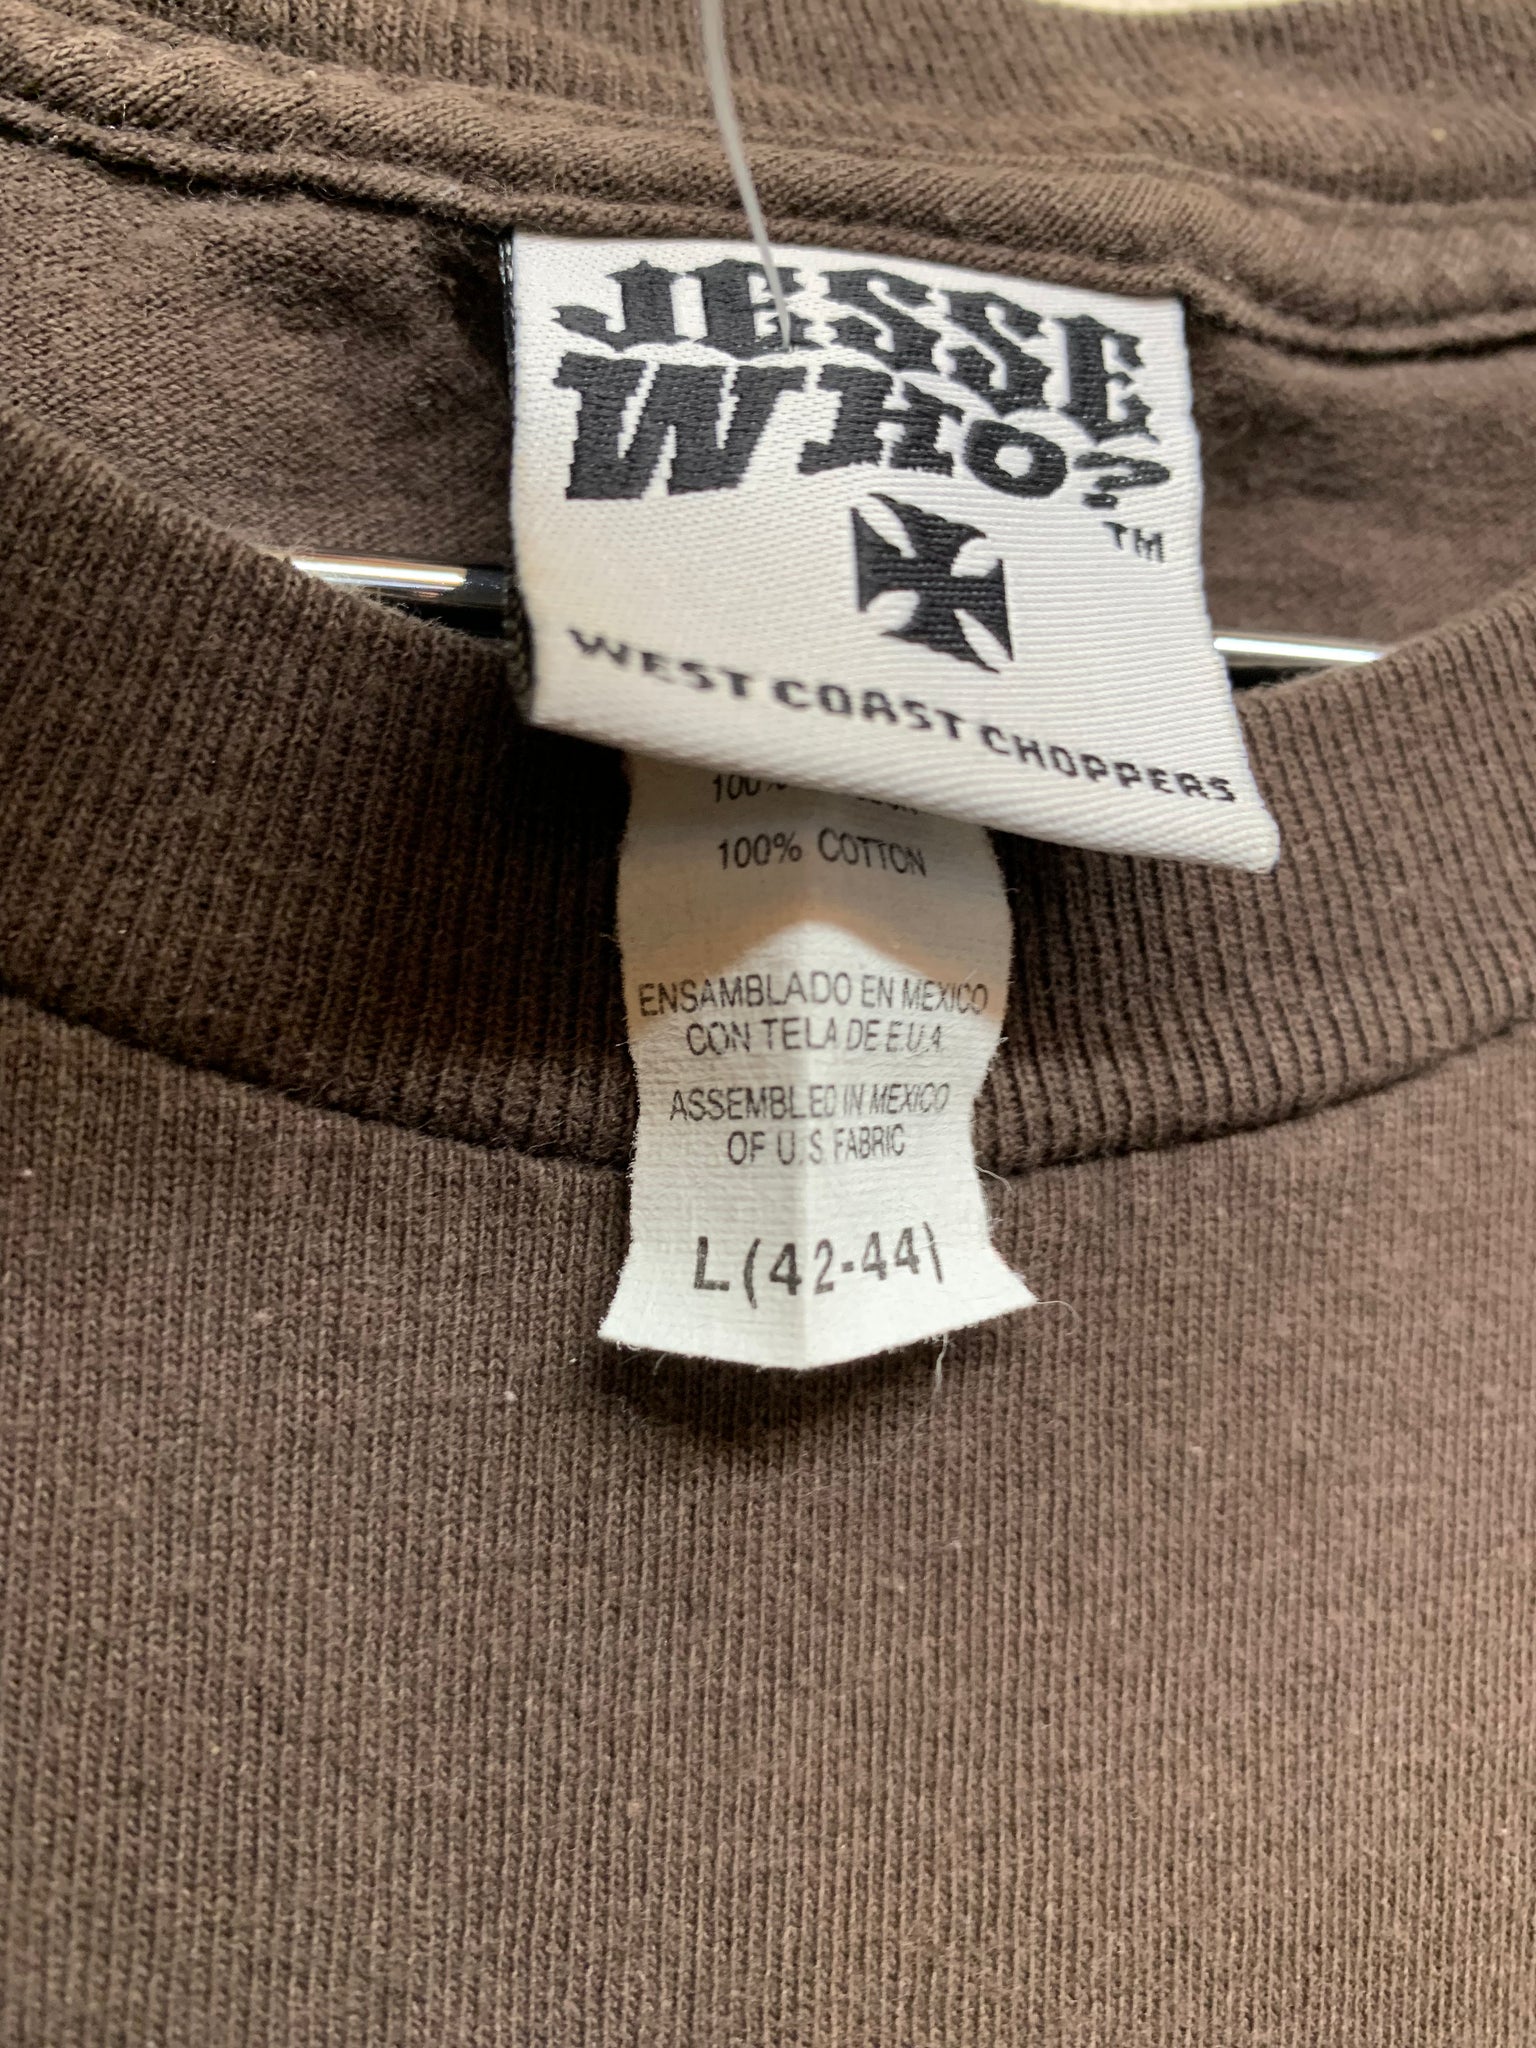 JESSE
WHO?
TM
WEST COAST CHOPPERS
100%
100% COTTON
ENSAMBLADO EN MEXICO
CON TELA DE E.U.A.
ASSEMBLED IN MEXICO
OF U.S FABRIC
L (42-44)